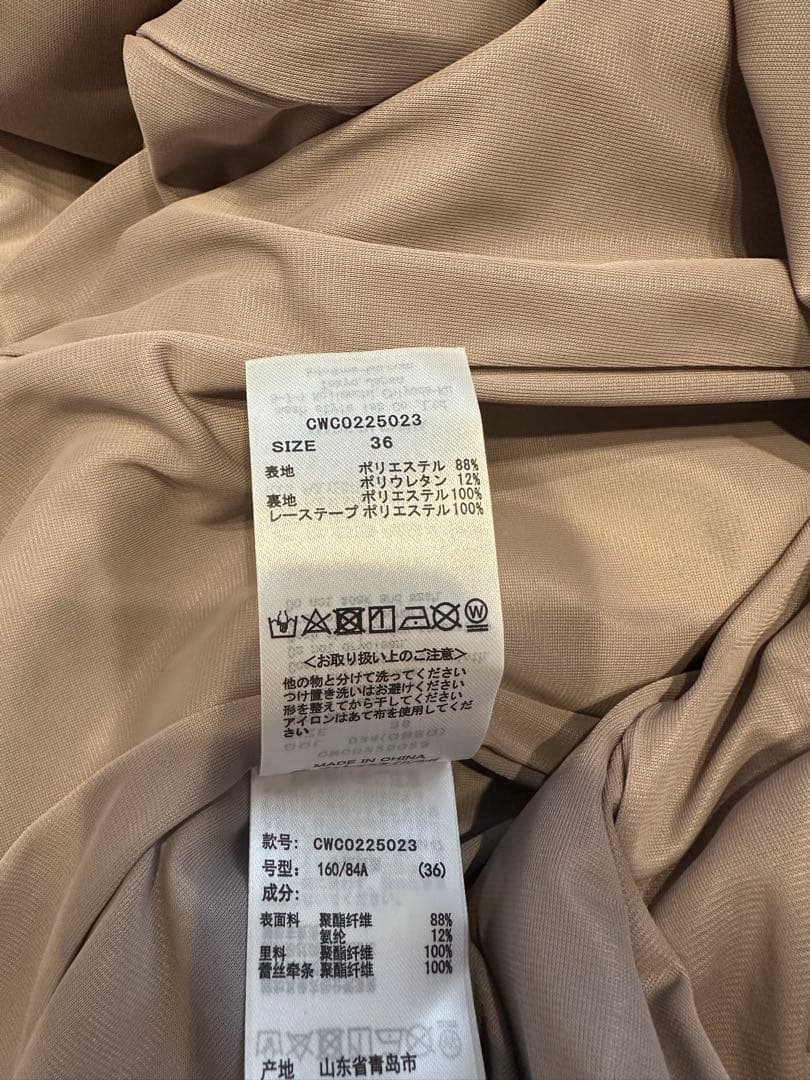 CWCO225023
SIZE 36
表地 ポリエステル 88%
ポリウレタン 12%
裏地 ポリエステル 100%
レーステープ ポリエステル 100%
W
<お取り扱い上のご注意>
他の物と分けて洗ってください
つけ置き洗いはお避けください
形を整えてから干してください
アイロンはあて布を使用してくだ
さい
MADE IN CHINA
款号: CWCO225023
号型: 160/84A (36)
成分:
表面料 聚酯纤维 88%
氨纶 12%
里料 聚酯纤维 100%
蕾丝牵条 聚酯纤维 100%
产地 山东省青岛市